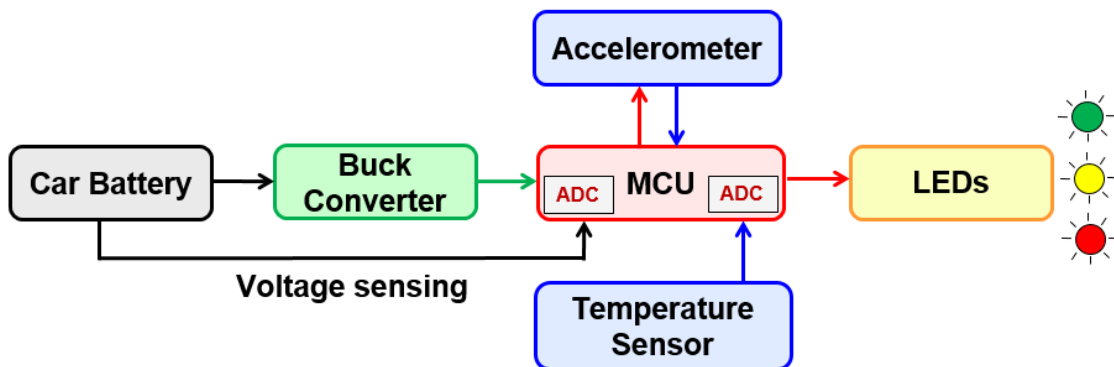 Accelerometer
Car Battery
Buck
Converter
ADC
MCU
ADC
LEDs
Voltage sensing
Temperature
Sensor